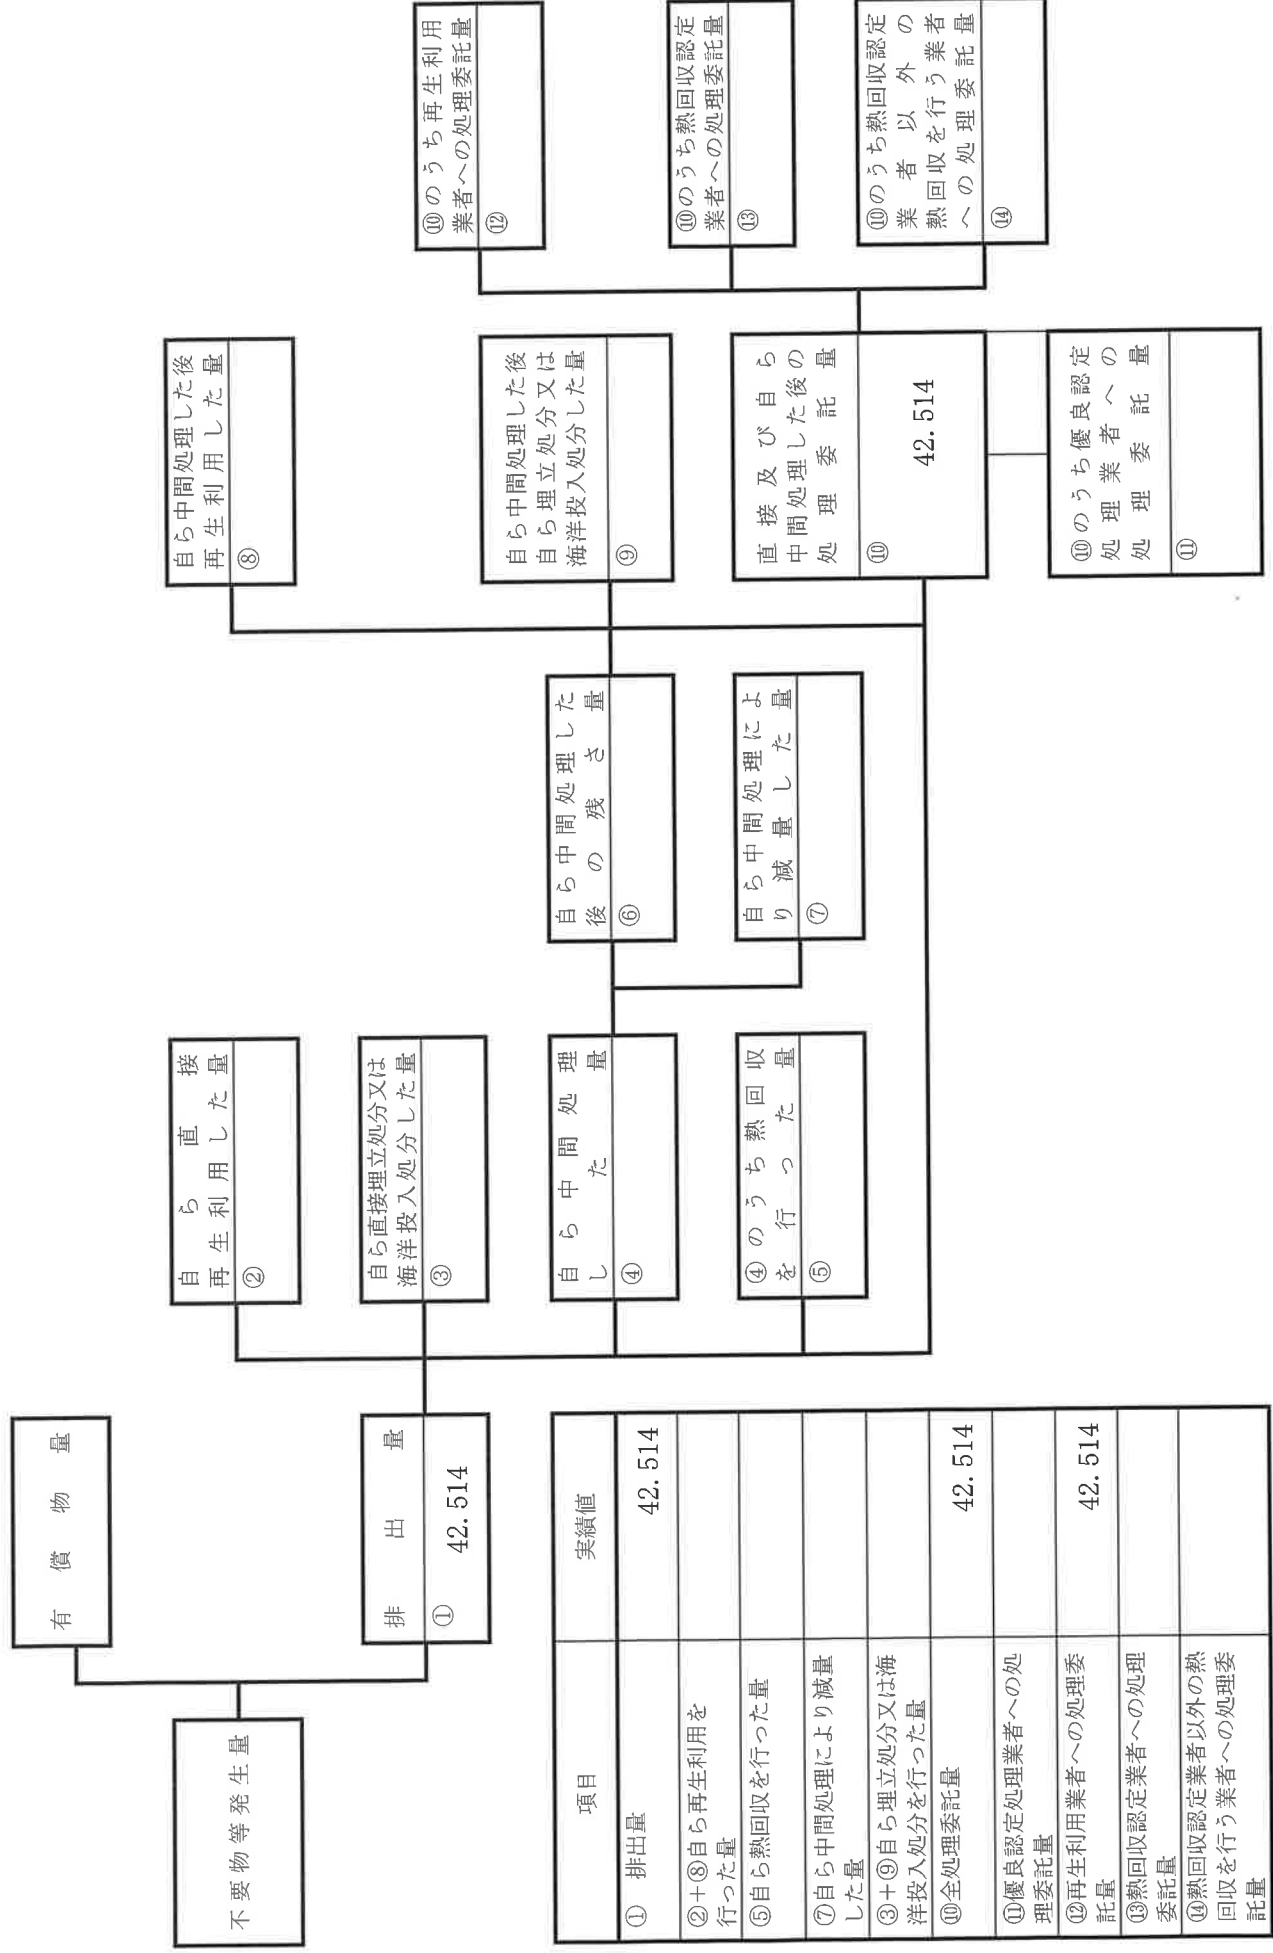 有償物量
不要物等発生量
排出量
①
42.514
自ら直接
再生利用した量
②
自ら直接埋立処分又は
海洋投入処分した量
③
自ら中間処理
した量
④
④のうち熱回収
を行った量
⑤
自ら中間処理した
後の残さ量
⑥
自ら中間処理によ
り減量した量
⑦
自ら中間処理した後
再生利用した量
⑧
自ら中間処理した後
自ら埋立処分又は
海洋投入処分した量
⑨
直接及び自ら
中間処理した後の
処理委託量
⑩
42.514
⑩のうち優良認定
処理業者への
処理委託量
⑪
⑩のうち再生利用
業者への処理委託量
⑫
⑩のうち熱回収認定
業者への処理委託量
⑬
⑩のうち熱回収認定
業者以外の
熱回収を行う業者
への処理委託量
⑭
項目 実績値
① 排出量 42.514
②+⑧自ら再生利用を
行った量
⑤自ら熱回収を行った量
⑦自ら中間処理により減量
した量
③+⑨自ら埋立処分又は海
洋投入処分を行った量
⑩全処理委託量 42.514
⑪優良認定処理業者への処
理委託量
⑫再生利用業者への処理委
託量 42.514
⑬熱回収認定業者への処理
委託量
⑭熱回収認定業者以外の熱
回収を行う業者への処理委
託量